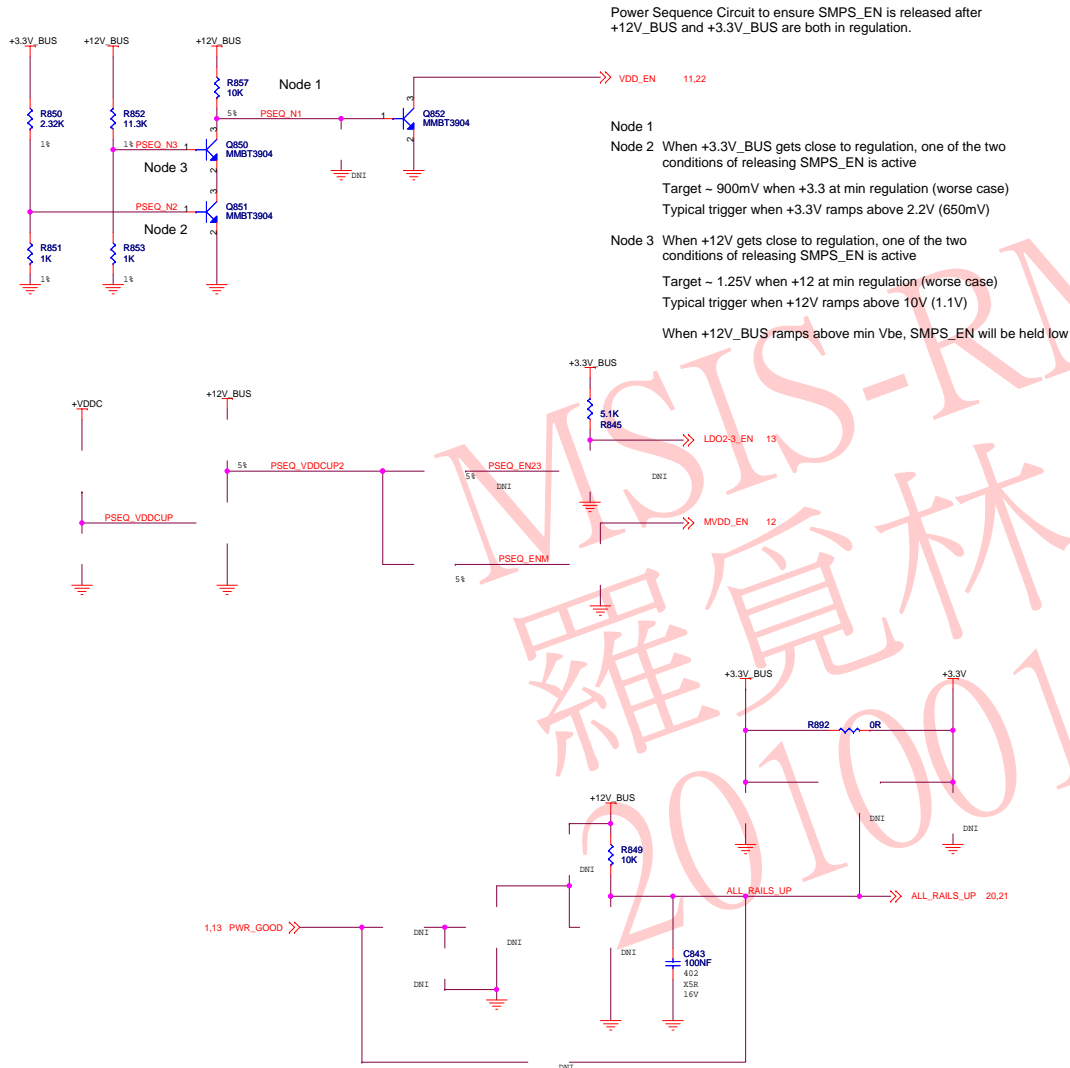 Power Sequence Circuit to ensure SMPS_EN is released after
+12V_BUS and +3.3V_BUS are both in regulation.
+3.3V_BUS
+12V_BUS
+12V_BUS
R857
10K
5%
Node 1
PSEQ_N1
VDD_EN 11,22
R850
2.32K
1%
R852
11.3K
1%
PSEQ_N3
1
3
2
Q850
MMBT3904
Node 3
1
3
2
Q852
MMBT3904
DNI
PSEQ_N2
1
3
2
Q851
MMBT3904
Node 2
R851
1K
1%
R853
1K
1%
Node 1
Node 2 When +3.3V_BUS gets close to regulation, one of the two
conditions of releasing SMPS_EN is active
Target ~ 900mV when +3.3 at min regulation (worse case)
Typical trigger when +3.3V ramps above 2.2V (650mV)
Node 3 When +12V gets close to regulation, one of the two
conditions of releasing SMPS_EN is active
Target ~ 1.25V when +12 at min regulation (worse case)
Typical trigger when +12V ramps above 10V (1.1V)
When +12V_BUS ramps above min Vbe, SMPS_EN will be held low
+VDDC
+12V_BUS
+3.3V_BUS
5.1K
R845
LDO2-3_EN 13
5%
PSEQ_VDDCUP2
5%
PSEQ_EN23
DNI
DNI
PSEQ_VDDCUP
MVDD_EN 12
PSEQ_ENM
5%
MSIS-RM
羅覓林
201001
+3.3V_BUS
+3.3V
R892
0R
DNI
DNI
+12V_BUS
R849
10K
DNI
ALL_RAILS_UP
ALL_RAILS_UP 20,21
1,13 PWR_GOOD
DNI
DNI
DNI
DNI
C843
100NF
402
X5R
16V
DNI